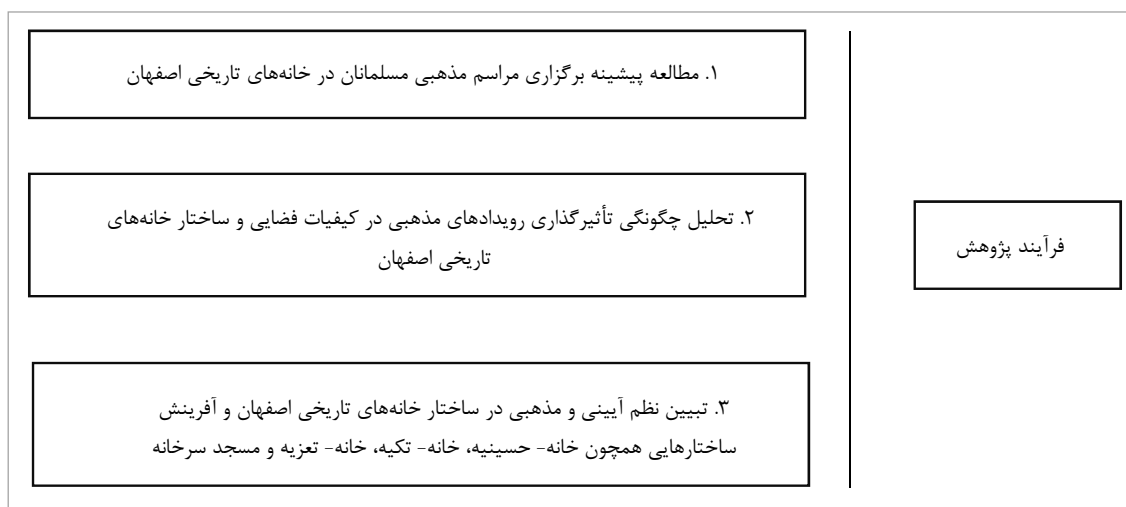 فرآیند پژوهش
۱. مطالعه پیشینه برگزاری مراسم مذهبی مسلمانان در خانه‌های تاریخی اصفهان
۲. تحلیل چگونگی تأثیرگذاری رویدادهای مذهبی در کیفیات فضایی و ساختار خانه‌های
تاریخی اصفهان
۳. تبیین نظم آیینی و مذهبی در ساختار خانه‌های تاریخی اصفهان و آفرینش
ساختارهایی همچون خانه- حسینیه، خانه- تکیه، خانه- تعزیه و مسجد سرخانه